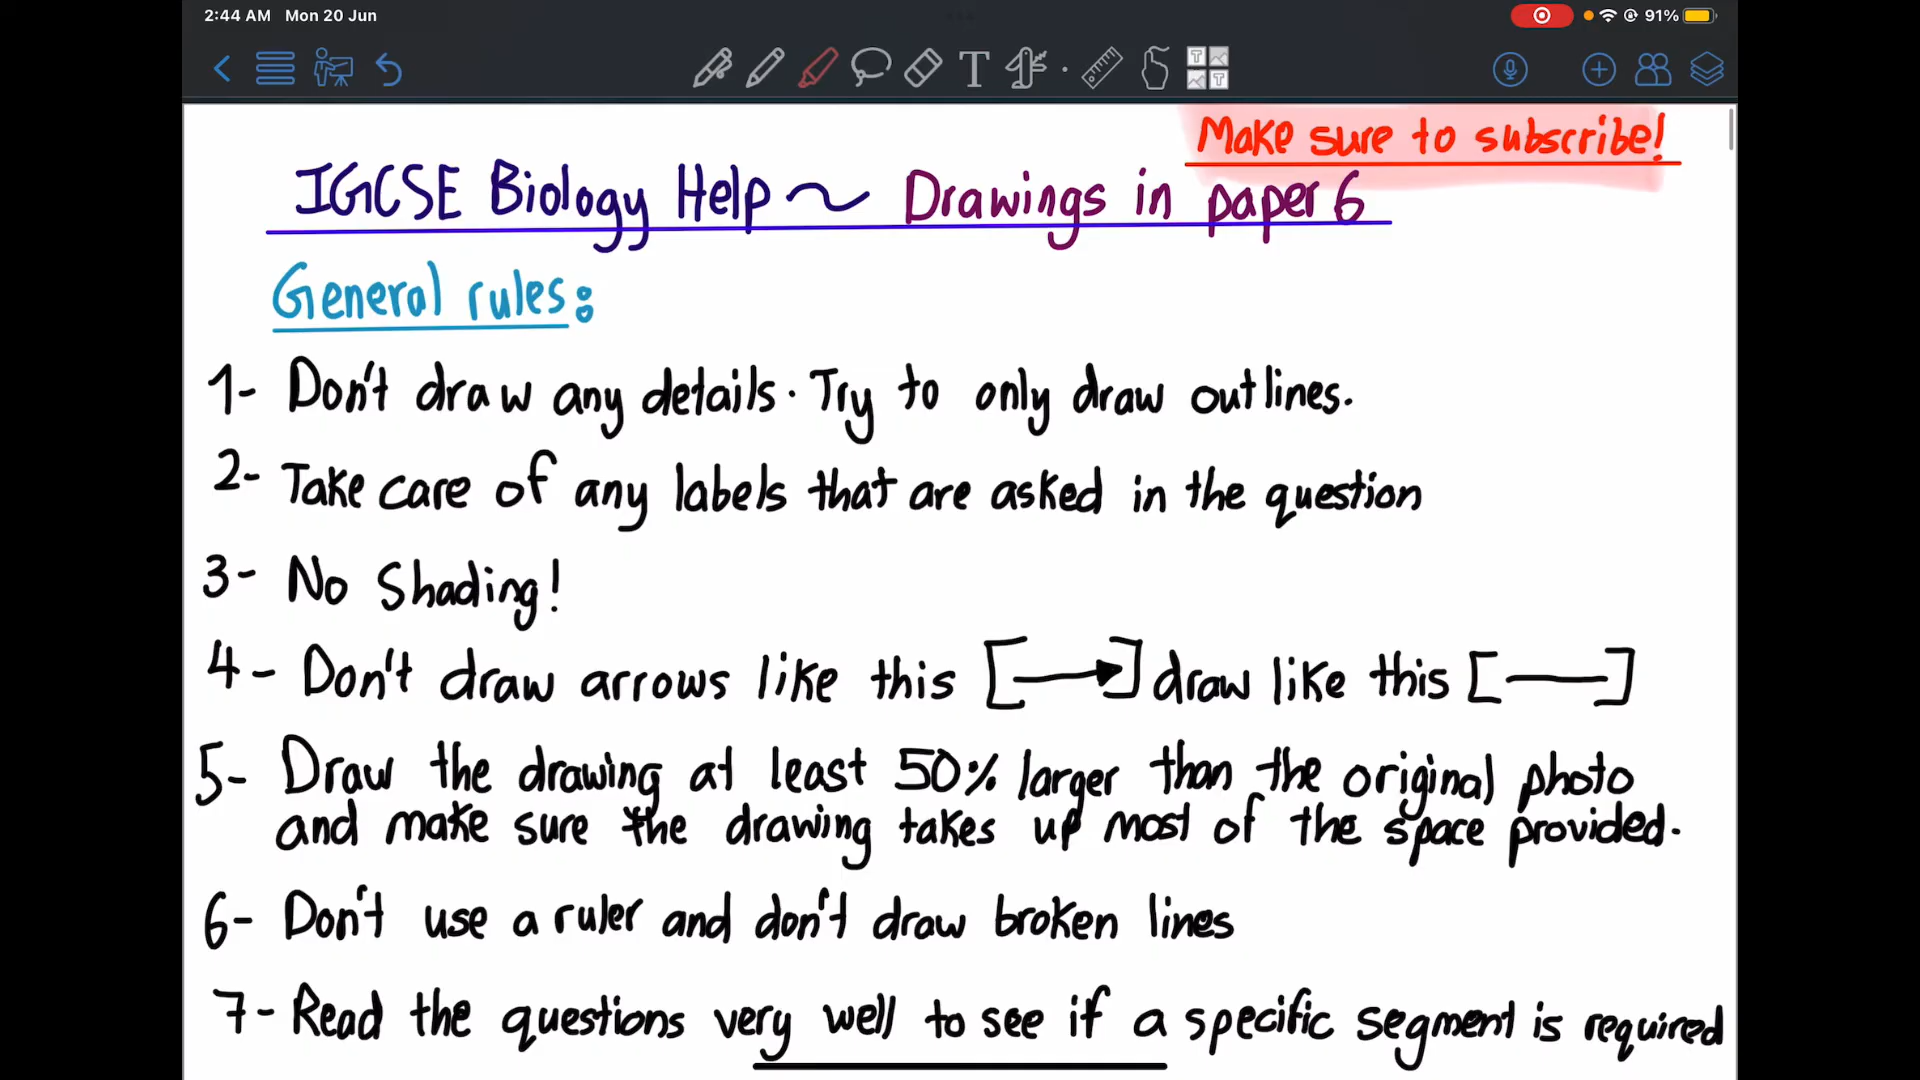 2:44 AM Mon 20 Jun
91%
Make sure to subscribe!
IGCSE Biology Help ~ Drawings in paper 6
General rules:
1- Don't draw any details. Try to only draw outlines.
2- Take care of any labels that are asked in the question
3- No Shading!
4- Don't draw arrows like this [→] draw like this [—]
5- Draw the drawing at least 50% larger than the original photo
and make sure the drawing takes up most of the space provided.
6- Don't use a ruler and don't draw broken lines
7- Read the questions very well to see if a specific segment is required